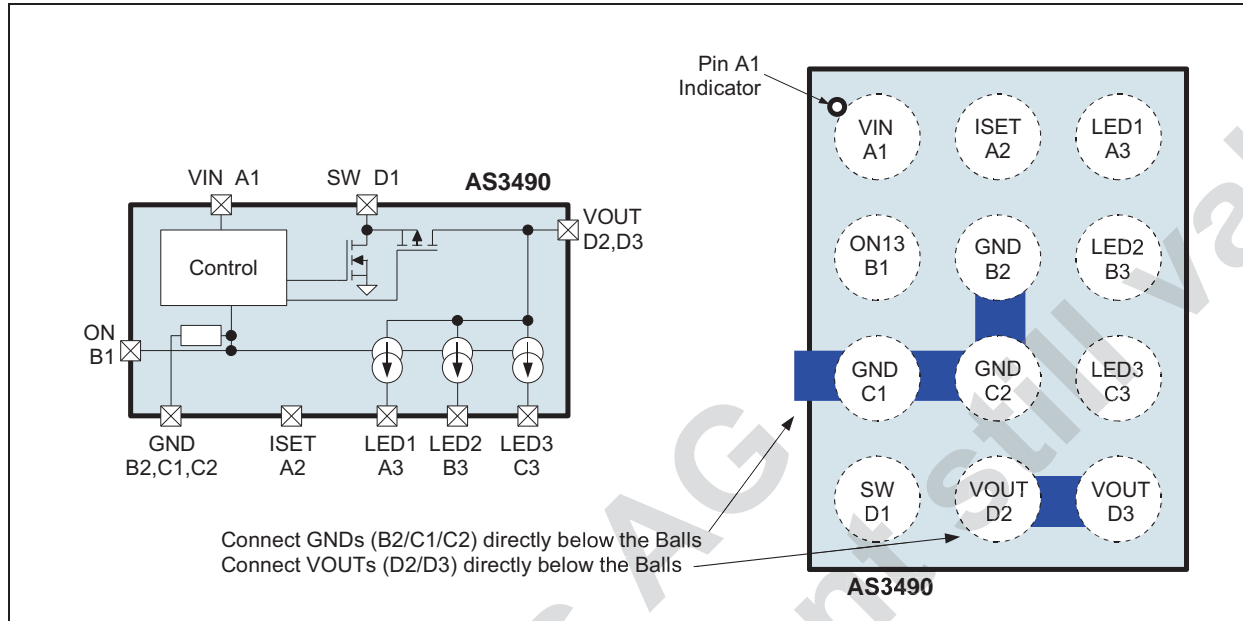 Pin A1
Indicator
VIN
A1
ISET
A2
LED1
A3
ON13
B1
GND
B2
LED2
B3
GND
C1
GND
C2
LED3
C3
SW
D1
VOUT
D2
VOUT
D3
AS3490
VIN A1
SW D1
AS3490
VOUT
D2,D3
Control
ON
B1
GND
B2,C1,C2
ISET
A2
LED1
A3
LED2
B3
LED3
C3
Connect GNDs (B2/C1/C2) directly below the Balls
Connect VOUTs (D2/D3) directly below the Balls
AG
still